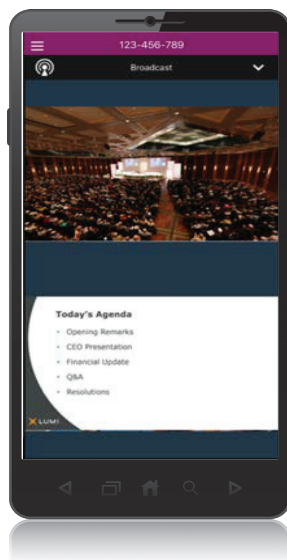 123-456-789
Broadcast
Today's Agenda
Opening Remarks
CEO Presentation
Financial Update
Q&A
Resolutions
LUMI